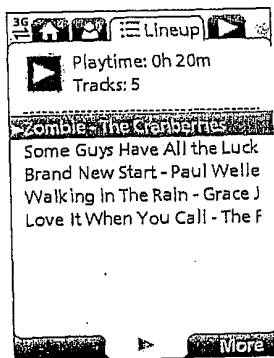 3G
Lineup
Playtime: 0h 20m
Tracks: 5
Zombie - The Cranberries
Some Guys Have All the Luck
Brand New Start - Paul Welle
Walking In The Rain - Grace J
Love It When You Call - The F
More